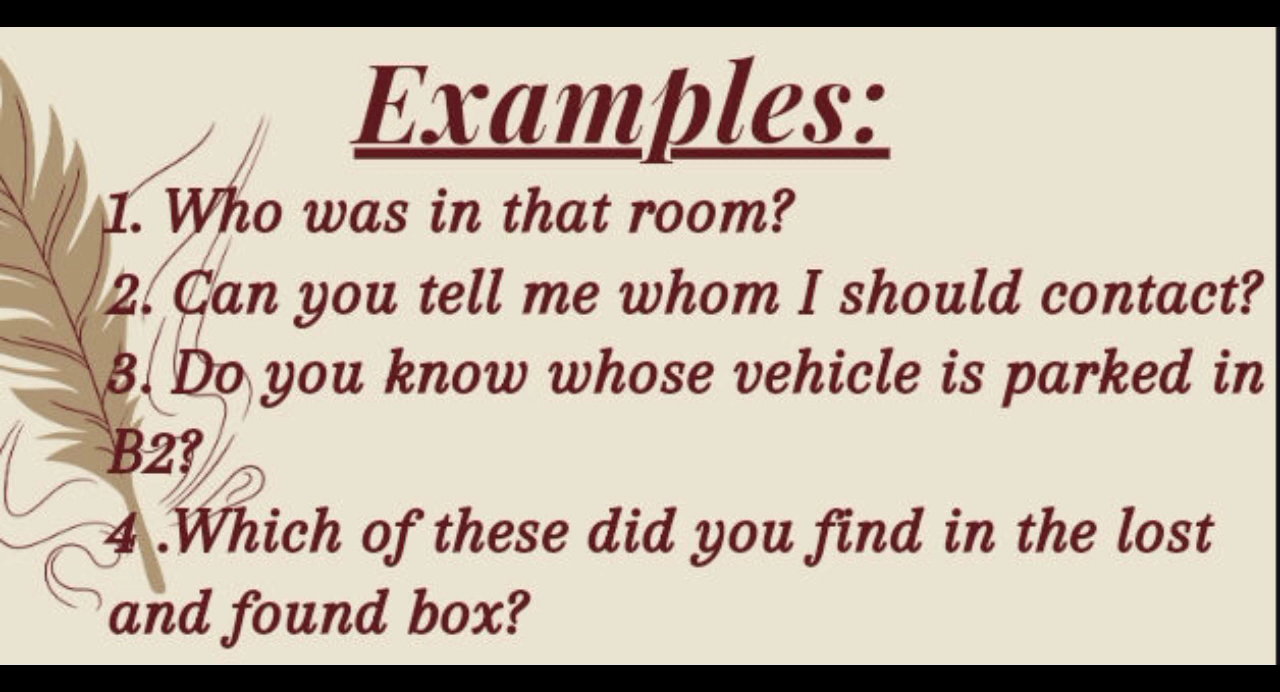 Examples:
1. Who was in that room?
2. Can you tell me whom I should contact?
3. Do you know whose vehicle is parked in
B2?
4 .Which of these did you find in the lost
and found box?